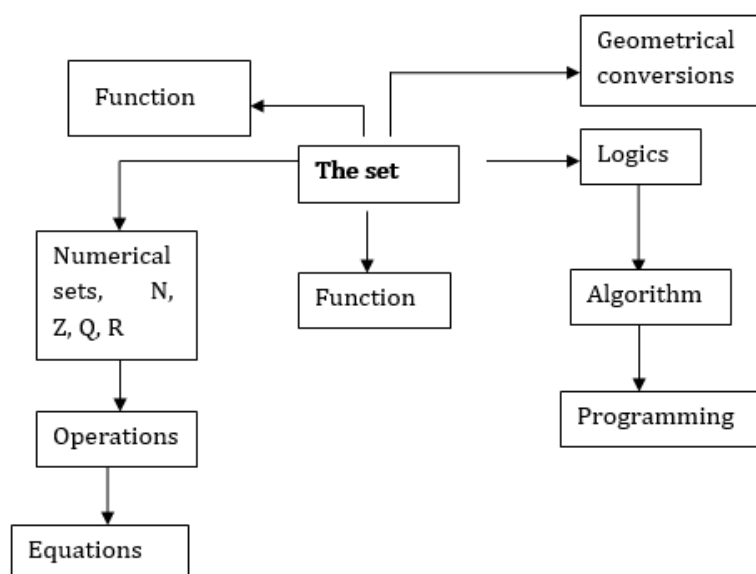 Geometrical
conversions
Function
The set
Logics
Numerical
sets, N,
Z, Q, R
Function
Algorithm
Programming
Operations
Equations